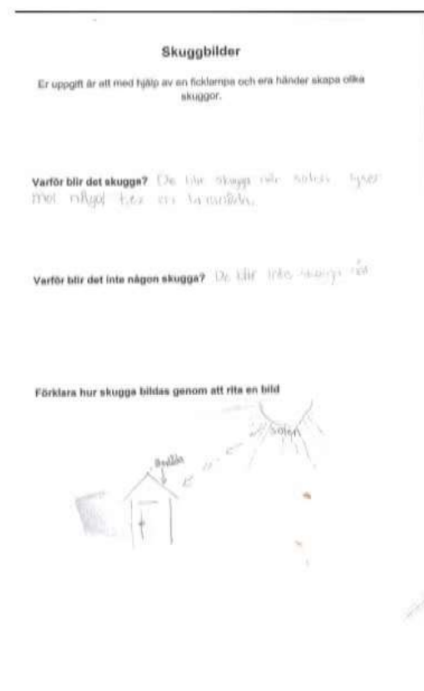 Skuggbilder
Er uppgift är att med hjälp av en ficklampa och era händer skapa olika
skuggor.
Varför blir det skugga? De blir skugga när solen lyser
mot något t.ex en
Varför blir det inte någon skugga? De blir inte skugga när
Förklara hur skugga bildas genom att rita en bild
Solen